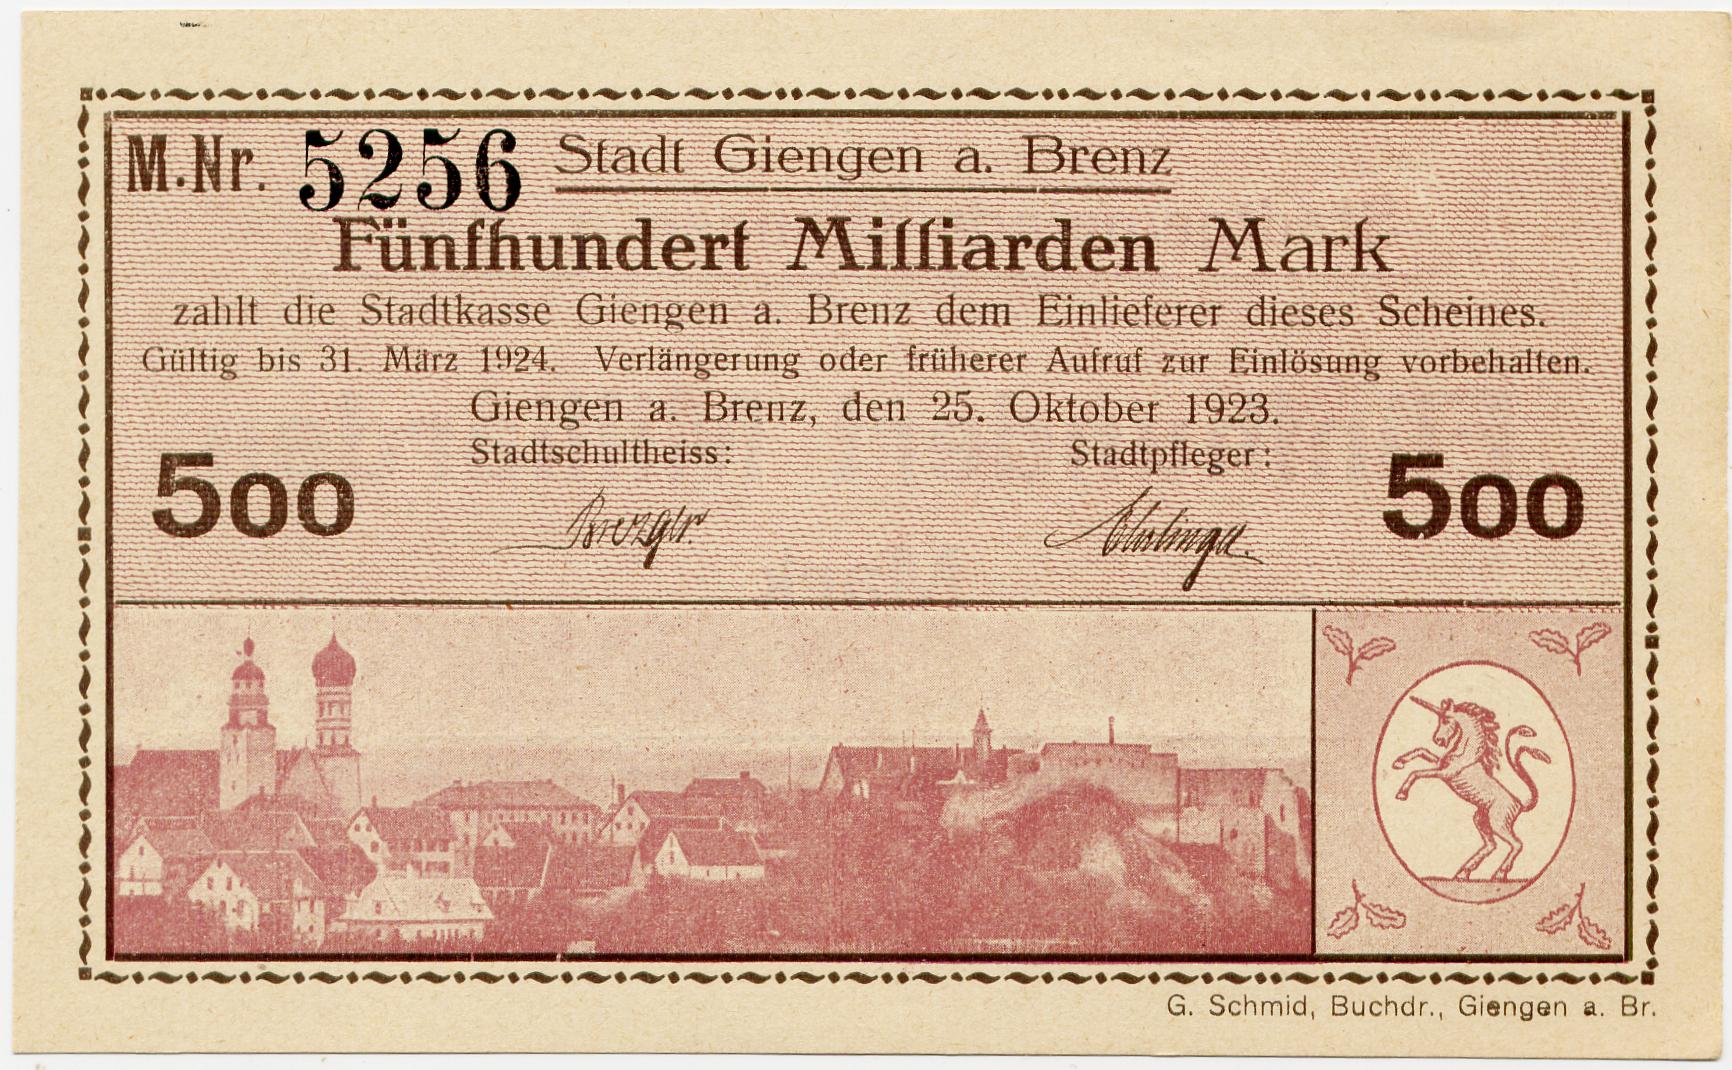 M.Nr. 5256 Stadt Giengen a. Brenz
Fünfhundert Milliarden Mark
zahlt die Stadtkasse Giengen a. Brenz dem Einlieferer dieses Scheines.
Gültig bis 31. März 1924. Verlängerung oder früherer Aufruf zur Einlösung vorbehalten.
Giengen a. Brenz, den 25. Oktober 1923.
Stadtschultheiss: Stadtpfleger:
500 500
G. Schmid, Buchdr., Giengen a. Br.